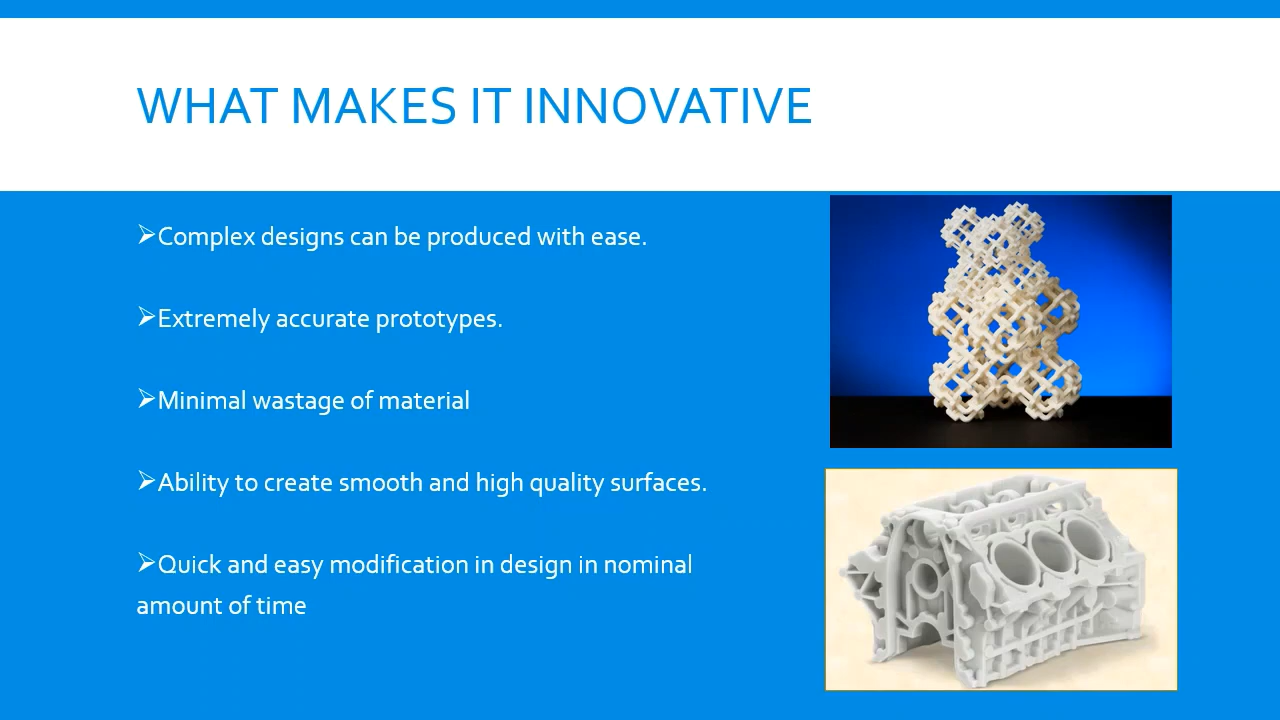 WHAT MAKES IT INNOVATIVE
➢Complex designs can be produced with ease.
➢Extremely accurate prototypes.
➢Minimal wastage of material
➢Ability to create smooth and high quality surfaces.
➢Quick and easy modification in design in nominal
amount of time